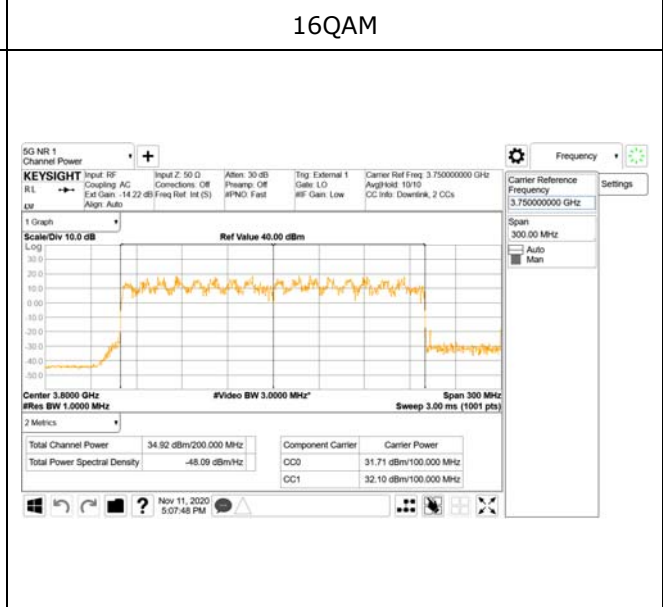 16QAM
5G NR 1
Channel Power
Frequency
KEYSIGHT
RL
Input: RF
Coupling: AC
Ext Gain: -14.22 dB
Align: Auto
Input Z: 50 Ω
Corrections: Off
Freq Ref: Int (S)
Atten: 30 dB
Preamp: Off
#PNO: Fast
Trig: External 1
Gate: LO
#IF Gain: Low
Carrier Ref Freq: 3.750000000 GHz
Avg|Hold: 10/10
CC Info: Downlink, 2 CCs
Carrier Reference
Frequency
3.750000000 GHz
Settings
Span
300.00 MHz
Auto
Man
1 Graph
Scale/Div 10.0 dB
Ref Value 40.00 dBm
Log
30.0
20.0
10.0
0.00
-10.0
-20.0
-30.0
-40.0
-50.0
Center 3.8000 GHz
#Video BW 3.0000 MHz*
Span 300 MHz
#Res BW 1.0000 MHz
Sweep 3.00 ms (1001 pts)
2 Metrics
Total Channel Power 34.92 dBm/200.000 MHz
Total Power Spectral Density -48.09 dBm/Hz
Component Carrier Carrier Power
CC0 31.71 dBm/100.000 MHz
CC1 32.10 dBm/100.000 MHz
?
Nov 11, 2020
5:07:48 PM